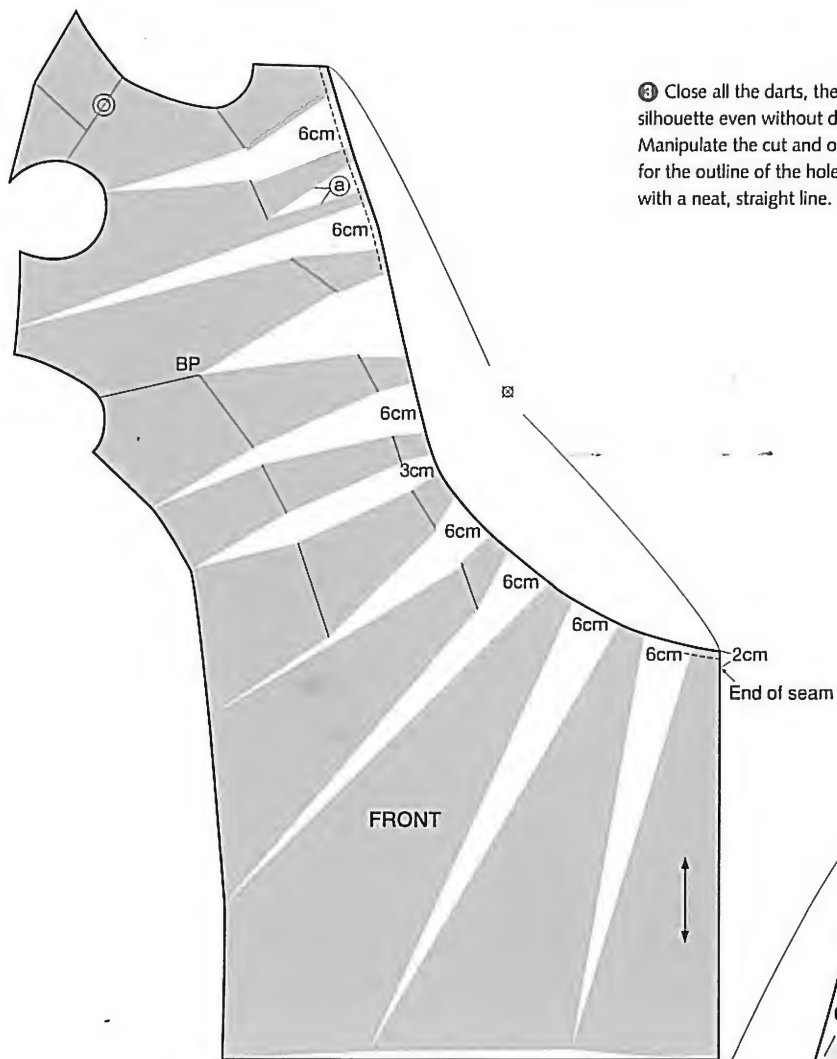 ❸ Close all the darts, the
silhouette even without d
Manipulate the cut and o
for the outline of the hole
with a neat, straight line.
6cm
ⓐ
6cm
BP
6cm
3cm
6cm
6cm
6cm
6cm
2cm
End of seam
FRONT